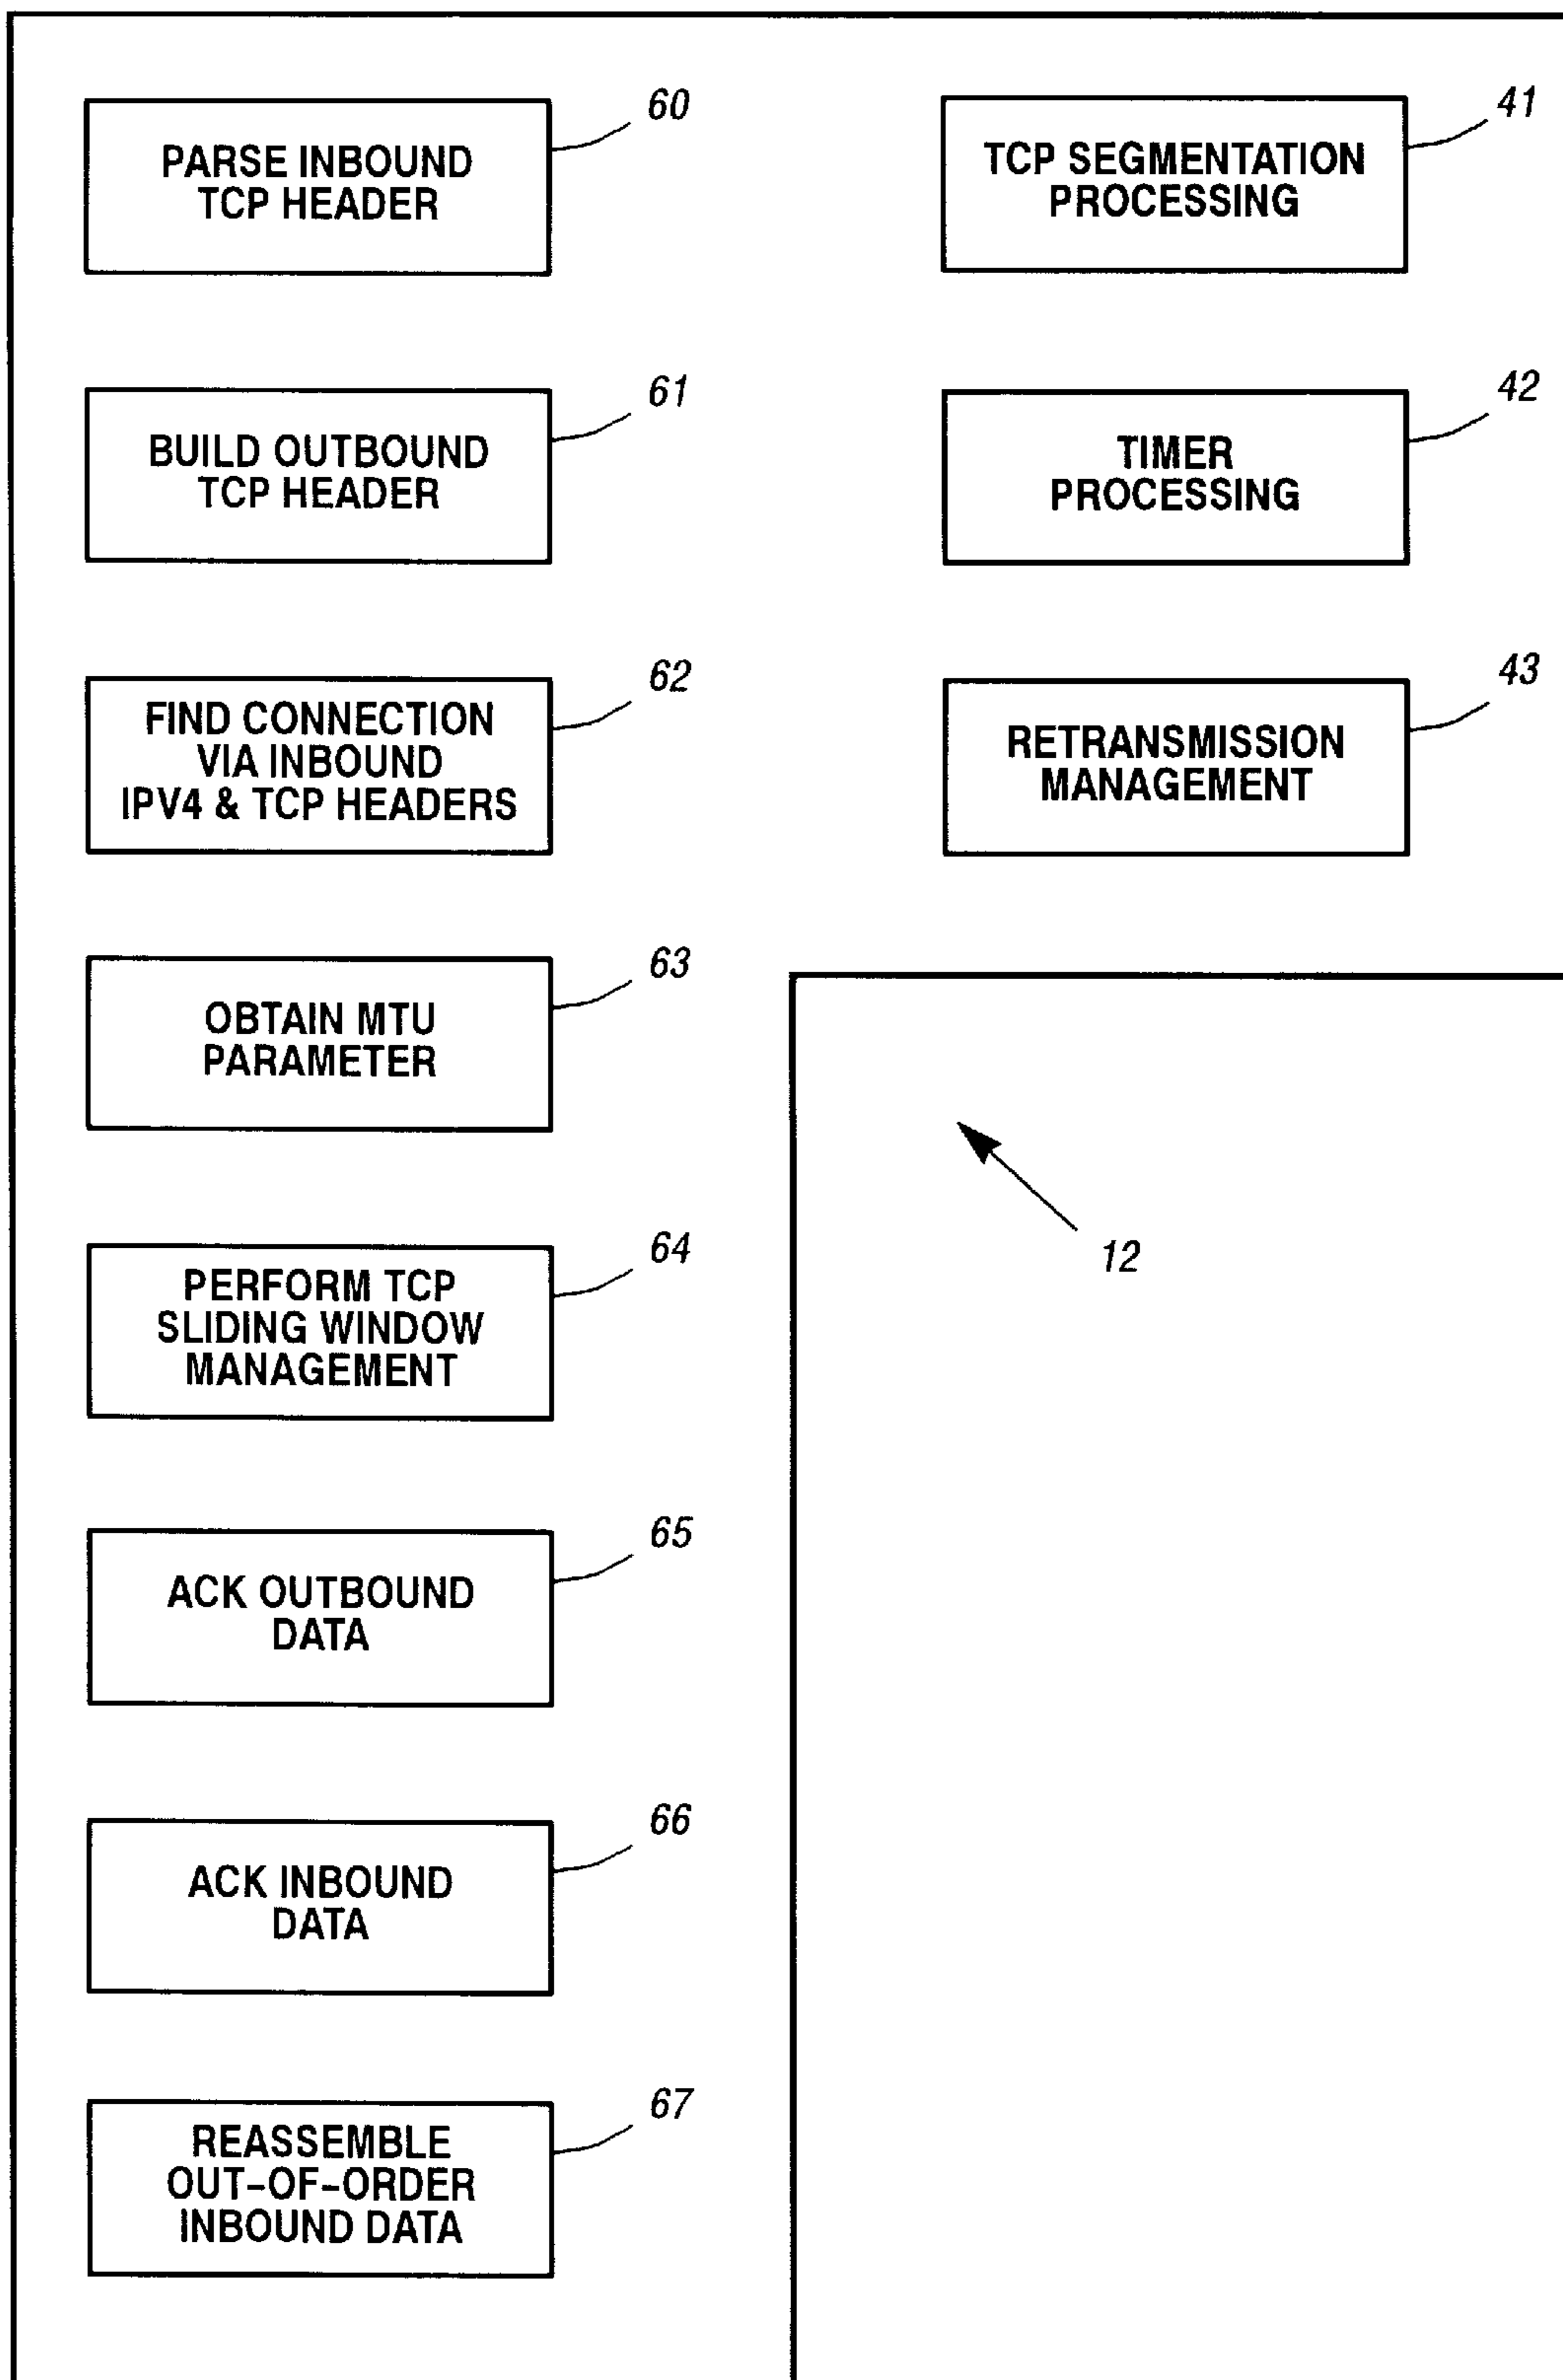 60
PARSE INBOUND
TCP HEADER
41
TCP SEGMENTATION
PROCESSING
61
BUILD OUTBOUND
TCP HEADER
42
TIMER
PROCESSING
62
FIND CONNECTION
VIA INBOUND
IPV4 & TCP HEADERS
43
RETRANSMISSION
MANAGEMENT
63
OBTAIN MTU
PARAMETER
12
64
PERFORM TCP
SLIDING WINDOW
MANAGEMENT
65
ACK OUTBOUND
DATA
66
ACK INBOUND
DATA
67
REASSEMBLE
OUT-OF-ORDER
INBOUND DATA